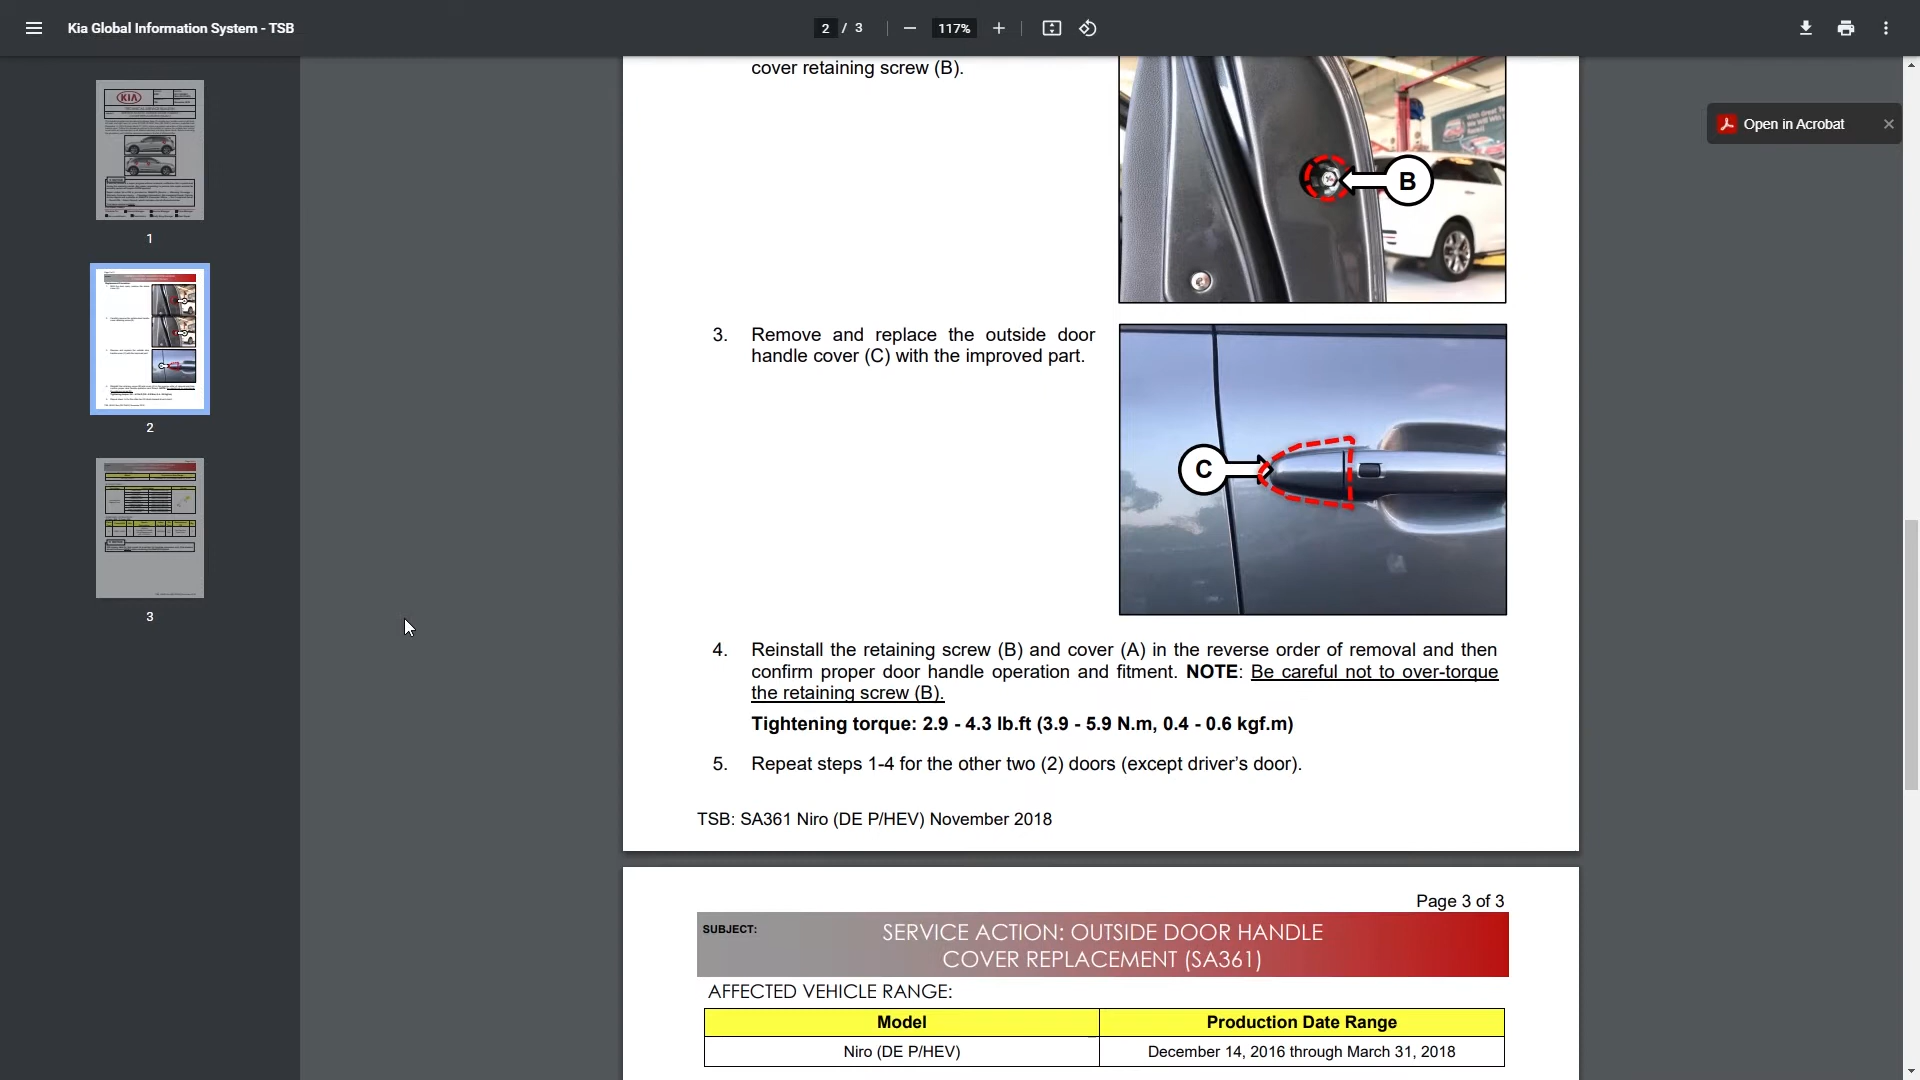 Kia Global Information System - TSB
2 / 3
117%
Open in Acrobat
KIA
1
2
3
cover retaining screw (B).
B
3. Remove and replace the outside door
handle cover (C) with the improved part.
C
4. Reinstall the retaining screw (B) and cover (A) in the reverse order of removal and then
confirm proper door handle operation and fitment. NOTE: Be careful not to over-torque
the retaining screw (B).
Tightening torque: 2.9 - 4.3 lb.ft (3.9 - 5.9 N.m, 0.4 - 0.6 kgf.m)
5. Repeat steps 1-4 for the other two (2) doors (except driver's door).
TSB: SA361 Niro (DE P/HEV) November 2018
Page 3 of 3
SUBJECT:
SERVICE ACTION: OUTSIDE DOOR HANDLE
COVER REPLACEMENT (SA361)
AFFECTED VEHICLE RANGE:
Model Production Date Range
Niro (DE P/HEV) December 14, 2016 through March 31, 2018